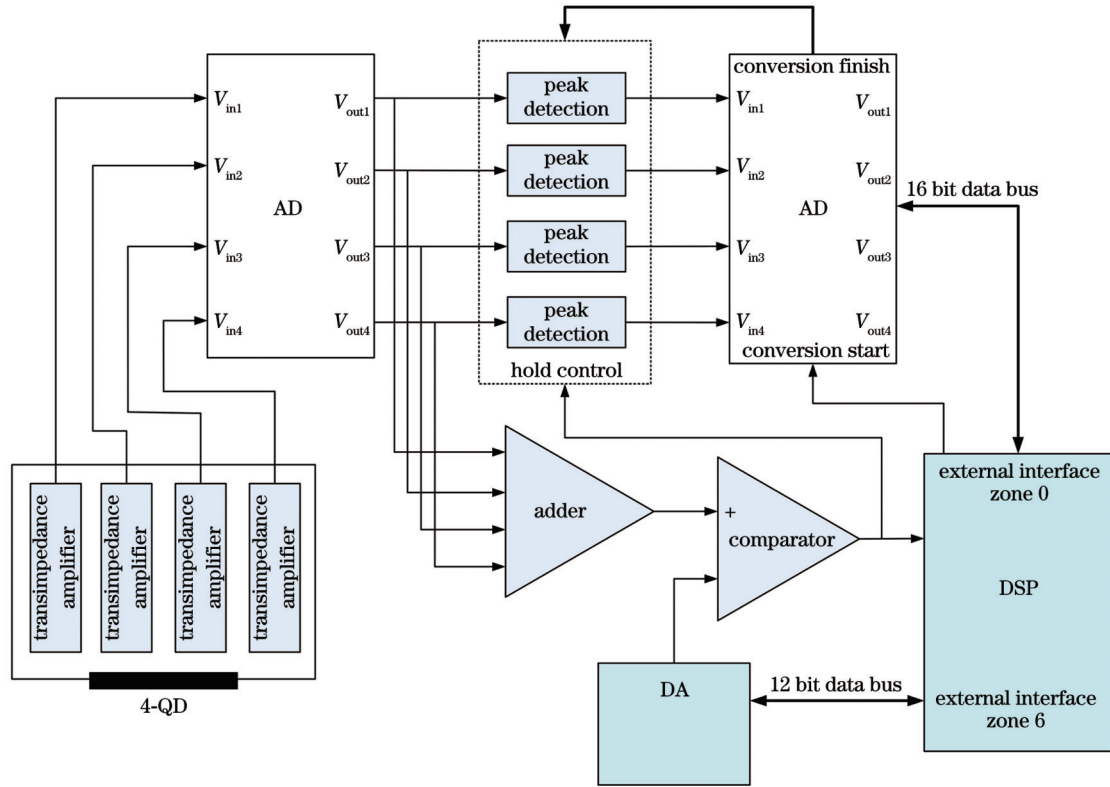 V_in1
V_in2
V_in3
V_in4
AD
V_out1
V_out2
V_out3
V_out4
peak
detection
peak
detection
peak
detection
peak
detection
hold control
conversion finish
V_in1
V_in2
V_in3
V_in4
AD
V_out1
V_out2
V_out3
V_out4
conversion start
16 bit data bus
transimpedance
amplifier
transimpedance
amplifier
transimpedance
amplifier
transimpedance
amplifier
4-QD
adder
+
comparator
external interface
zone 0
DSP
external interface
zone 6
DA
12 bit data bus